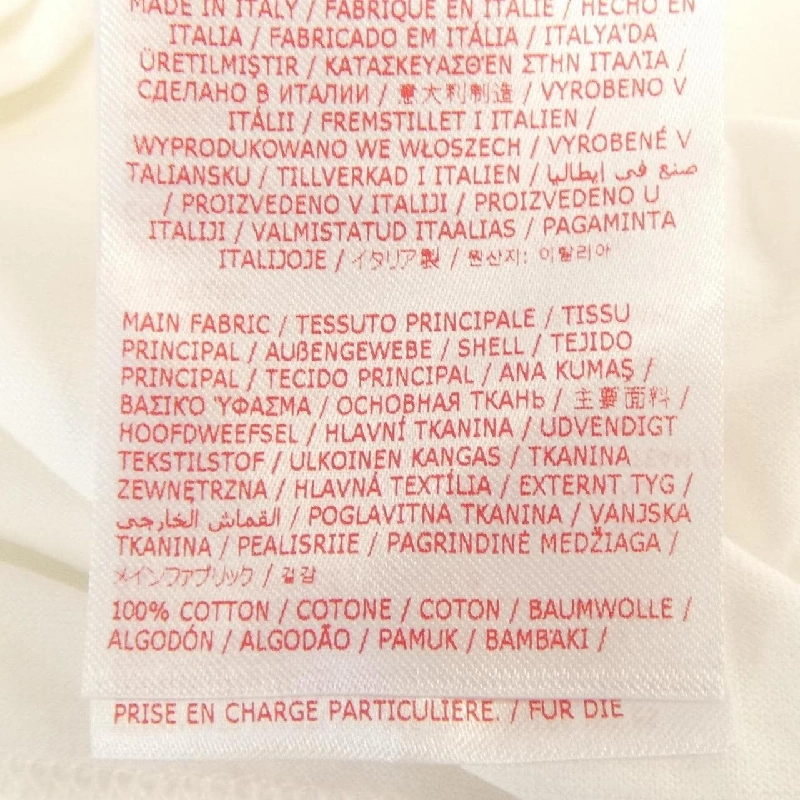 MADE IN ITALY / FABRIQUÉ EN ITALIE / HECHO EN
ITALIA / FABRICADO EM ITÁLIA / ITALYA'DA
ÜRETILMIŞTIR / ΚΑΤΑΣΚΕΥΑΣΘΈΝ ΣΤΗΝ ΙΤΑΛΊΑ /
СДЕЛАНО В ИТАЛИИ / 意大利制造 / VYROBENO V
ITÁLII / FREMSTILLET I ITALIEN /
WYPRODUKOWANO WE WŁOSZECH / VYROBENÉ V
TALIANSKU / TILLVERKAD I ITALIEN / صنع في إيطاليا
/ PROIZVEDENO V ITALIJI / PROIZVEDENO U
ITALIJI / VALMISTATUD ITAALIAS / PAGAMINTA
ITALIJOJE / イタリア製 / 원산지: 이탈리아
MAIN FABRIC / TESSUTO PRINCIPALE / TISSU
PRINCIPAL / AUßENGEWEBE / SHELL / TEJIDO
PRINCIPAL / TECIDO PRINCIPAL / ANA KUMAŞ /
ΒΑΣΙΚΌ ΎΦΑΣΜΑ / ОСНОВНАЯ ТКАНЬ / 主要面料 /
HOOFDWEEFSEL / HLAVNÍ TKANINA / UDVENDIGT
TEKSTILSTOF / ULKOINEN KANGAS / TKANINA
ZEWNĘTRZNA / HLAVNÁ TEXTÍLIA / EXTERNT TYG /
القماش الخارجي / POGLAVITNA TKANINA / VANJSKA
TKANINA / PEALISRIIE / PAGRINDINĖ MEDŽIAGA /
メインファブリック / 겉감
100% COTTON / COTONE / COTON / BAUMWOLLE /
ALGODÓN / ALGODÃO / PAMUK / ΒΑΜΒΆΚΙ /
PRISE EN CHARGE PARTICULIÈRE. / FÜR DIE